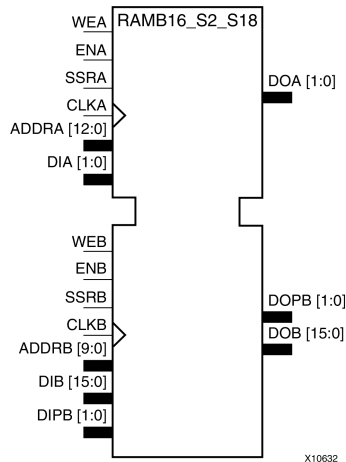 RAMB16_S2_S18
WEA
ENA
SSRA
CLKA
ADDRA [12:0]
DIA [1:0]
DOA [1:0]
WEB
ENB
SSRB
CLKB
ADDRB [9:0]
DIB [15:0]
DIPB [1:0]
DOPB [1:0]
DOB [15:0]
X10632